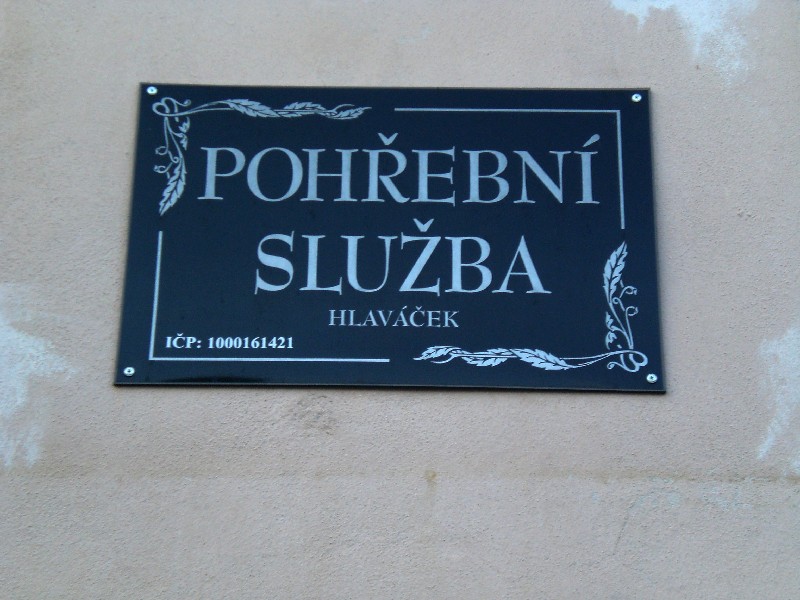 POHŘEBNÍ
SLUŽBA
HLAVÁČEK
IČP: 1000161421